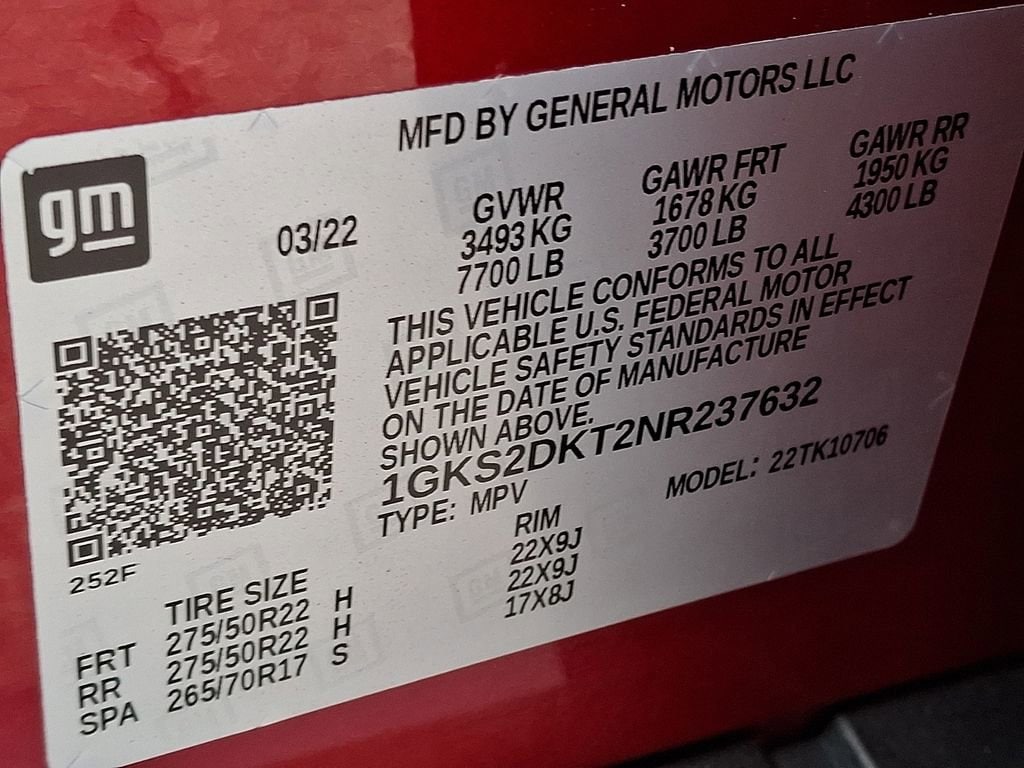 gm
MFD BY GENERAL MOTORS LLC
03/22
GVWR GAWR FRT GAWR RR
3493 KG 1678 KG 1950 KG
7700 LB 3700 LB 4300 LB
THIS VEHICLE CONFORMS TO ALL
APPLICABLE U.S. FEDERAL MOTOR
VEHICLE SAFETY STANDARDS IN EFFECT
ON THE DATE OF MANUFACTURE
SHOWN ABOVE.
1GKS2DKT2NR237632
TYPE: MPV MODEL: 22TK10706
252F
TIRE SIZE RIM
FRT 275/50R22 H 22X9J
RR 275/50R22 H 22X9J
SPA 265/70R17 S 17X8J